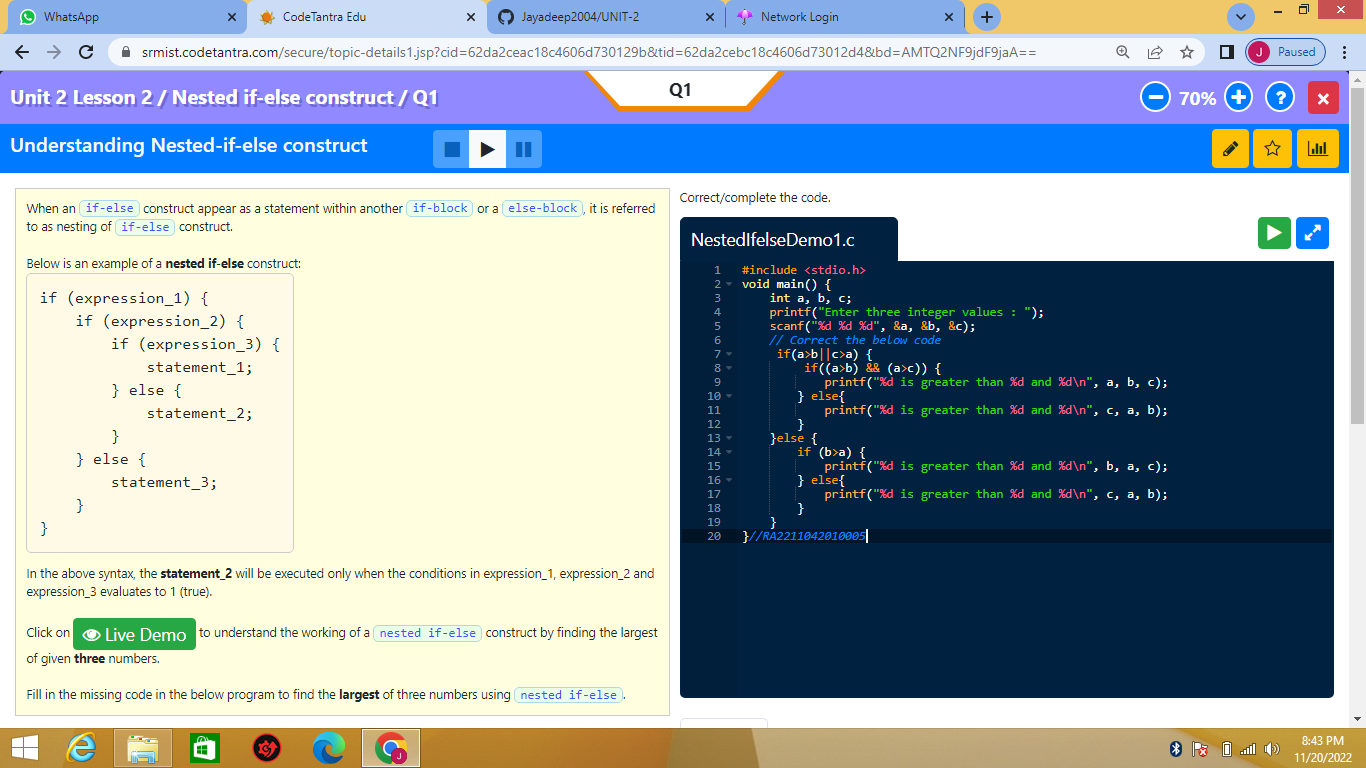 WhatsApp
CodeTantra Edu
Jayadeep2004/UNIT-2
Network Login
srmist.codetantra.com/secure/topic-details1.jsp?cid=62da2ceac18c4606d730129b&tid=62da2cebc18c4606d73012d4&bd=AMTQ2NF9jdF9jaA==
J Paused
Unit 2 Lesson 2 / Nested if-else construct / Q1
Q1
70%
?
Understanding Nested-if-else construct
When an if-else construct appear as a statement within another if-block or a else-block, it is referred
to as nesting of if-else construct.
Below is an example of a nested if-else construct:
if (expression_1) {
if (expression_2) {
if (expression_3) {
statement_1;
} else {
statement_2;
}
} else {
statement_3;
}
}
In the above syntax, the statement_2 will be executed only when the conditions in expression_1, expression_2 and
expression_3 evaluates to 1 (true).
Click on Live Demo to understand the working of a nested if-else construct by finding the largest
of given three numbers.
Fill in the missing code in the below program to find the largest of three numbers using nested if-else.
Correct/complete the code.
NestedIfelseDemo1.c
1 #include <stdio.h>
2 void main() {
3 int a, b, c;
4 printf("Enter three integer values : ");
5 scanf("%d %d %d", &a, &b, &c);
6 // Correct the below code
7 if(a>b||c>a) {
8 if((a>b) && (a>c)) {
9 printf("%d is greater than %d and %d\n", a, b, c);
10 } else{
11 printf("%d is greater than %d and %d\n", c, a, b);
12 }
13 }else {
14 if (b>a) {
15 printf("%d is greater than %d and %d\n", b, a, c);
16 } else{
17 printf("%d is greater than %d and %d\n", c, a, b);
18 }
19 }
20 }//RA2211042010005
J
8:43 PM
11/20/2022